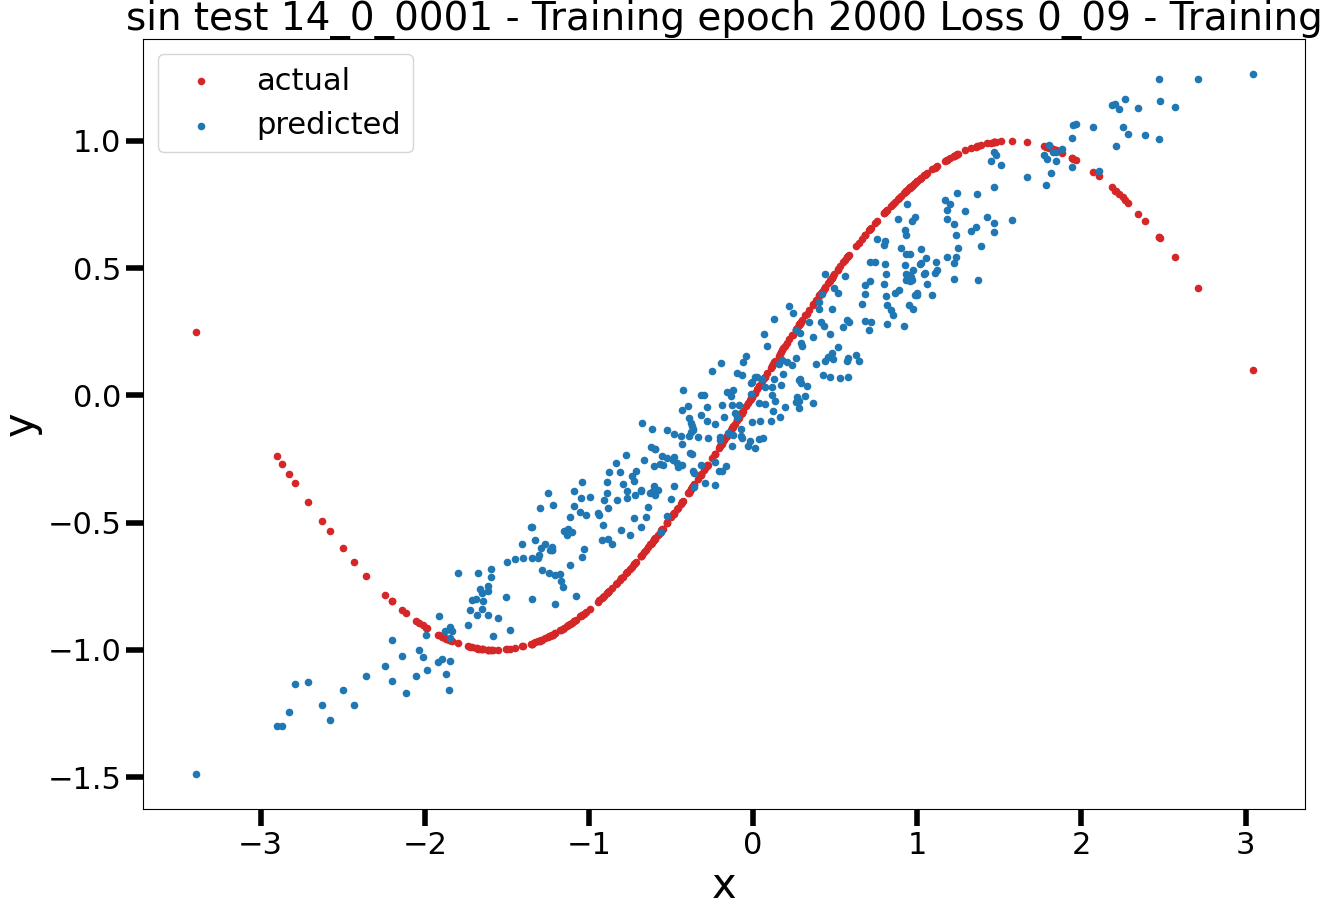 sin test 14_0_0001 - Training epoch 2000 Loss 0_09 - Training
actual
predicted
1.0
0.5
0.0
−0.5
−1.0
−1.5
y
−3 −2 −1 0 1 2 3
x